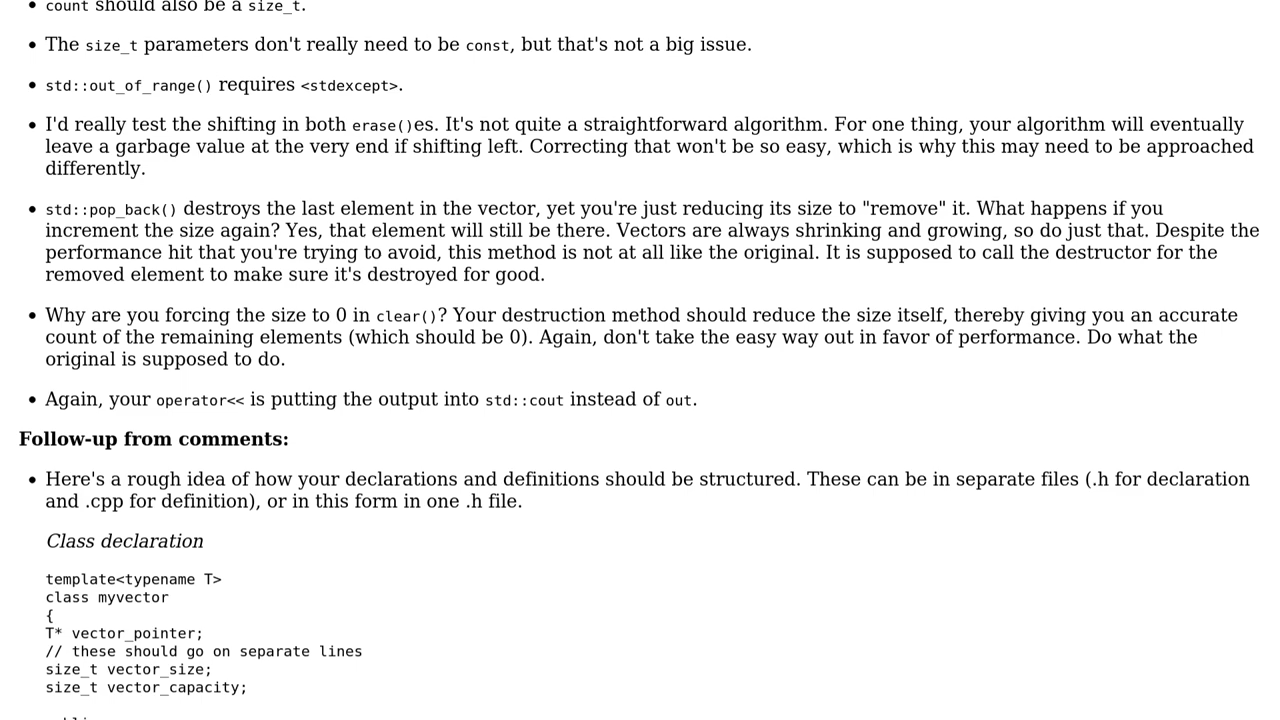 count should also be a size_t.
The size_t parameters don't really need to be const, but that's not a big issue.
std::out_of_range() requires <stdexcept>.
I'd really test the shifting in both erase()es. It's not quite a straightforward algorithm. For one thing, your algorithm will eventually
leave a garbage value at the very end if shifting left. Correcting that won't be so easy, which is why this may need to be approached
differently.
std::pop_back() destroys the last element in the vector, yet you're just reducing its size to "remove" it. What happens if you
increment the size again? Yes, that element will still be there. Vectors are always shrinking and growing, so do just that. Despite the
performance hit that you're trying to avoid, this method is not at all like the original. It is supposed to call the destructor for the
removed element to make sure it's destroyed for good.
Why are you forcing the size to 0 in clear()? Your destruction method should reduce the size itself, thereby giving you an accurate
count of the remaining elements (which should be 0). Again, don't take the easy way out in favor of performance. Do what the
original is supposed to do.
Again, your operator<< is putting the output into std::cout instead of out.
Follow-up from comments:
Here's a rough idea of how your declarations and definitions should be structured. These can be in separate files (.h for declaration
and .cpp for definition), or in this form in one .h file.
Class declaration
template<typename T>
class myvector
{
T* vector_pointer;
// these should go on separate lines
size_t vector_size;
size_t vector_capacity;